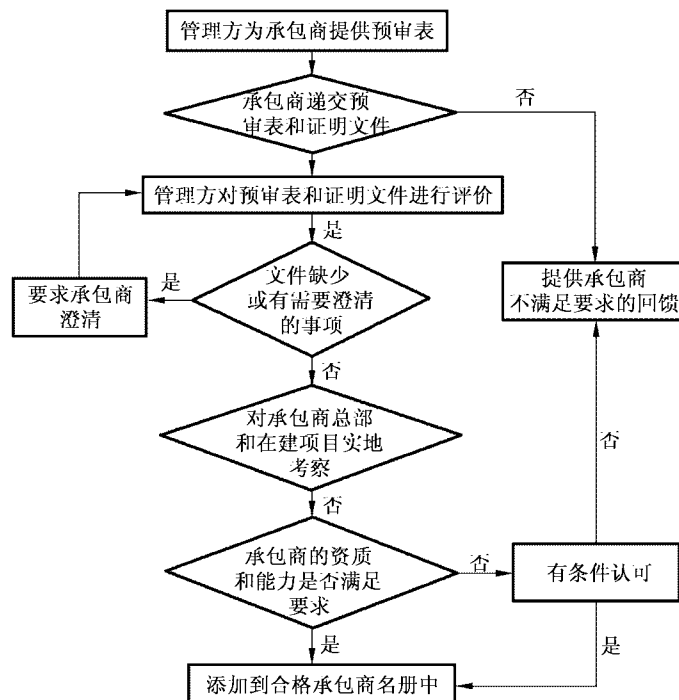 管理方为承包商提供预审表
承包商递交预
审表和证明文件
否
管理方对预审表和证明文件进行评价
是
文件缺少
或有需要澄清
的事项
是
要求承包商
澄清
提供承包商
不满足要求的回馈
否
对承包商总部
和在建项目实地
考察
否
否
承包商的资质
和能力是否满足
要求
否
有条件认可
是
是
添加到合格承包商名册中